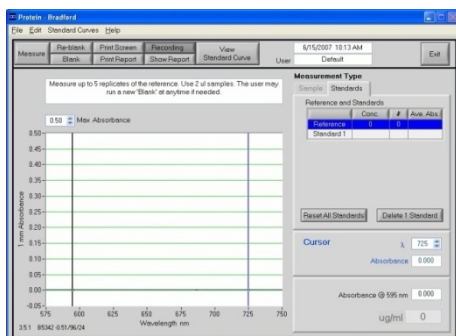 Protein - Bradford
File Edit Standard Curves Help
Measure Re-blank Print Screen Recording View Standard Curve 6/15/2007 10:13 AM Exit
Blank Print Report Show Report User Default
Measure up to 5 replicates of the reference. Use 2 ul samples. The user may
run a new 'Blank' at anytime if needed.
Measurement Type
Sample Standards
Reference and Standards
Conc. # Ave. Abs.
Reference 0 0
Standard 1
Reset All Standards Delete 1 Standard
0.50 Max Absorbance
0.50
0.45
0.40
0.35
0.30
0.25
0.20
0.15
0.10
0.05
0.00
-0.05
1 mm Absorbance
575 600 625 650 675 700 725 750
Wavelength nm
Cursor λ 725
Absorbance 0.000
Absorbance @ 595 nm 0.000
ug/ml 0
3.5.1 B5342 -0.51/96/24